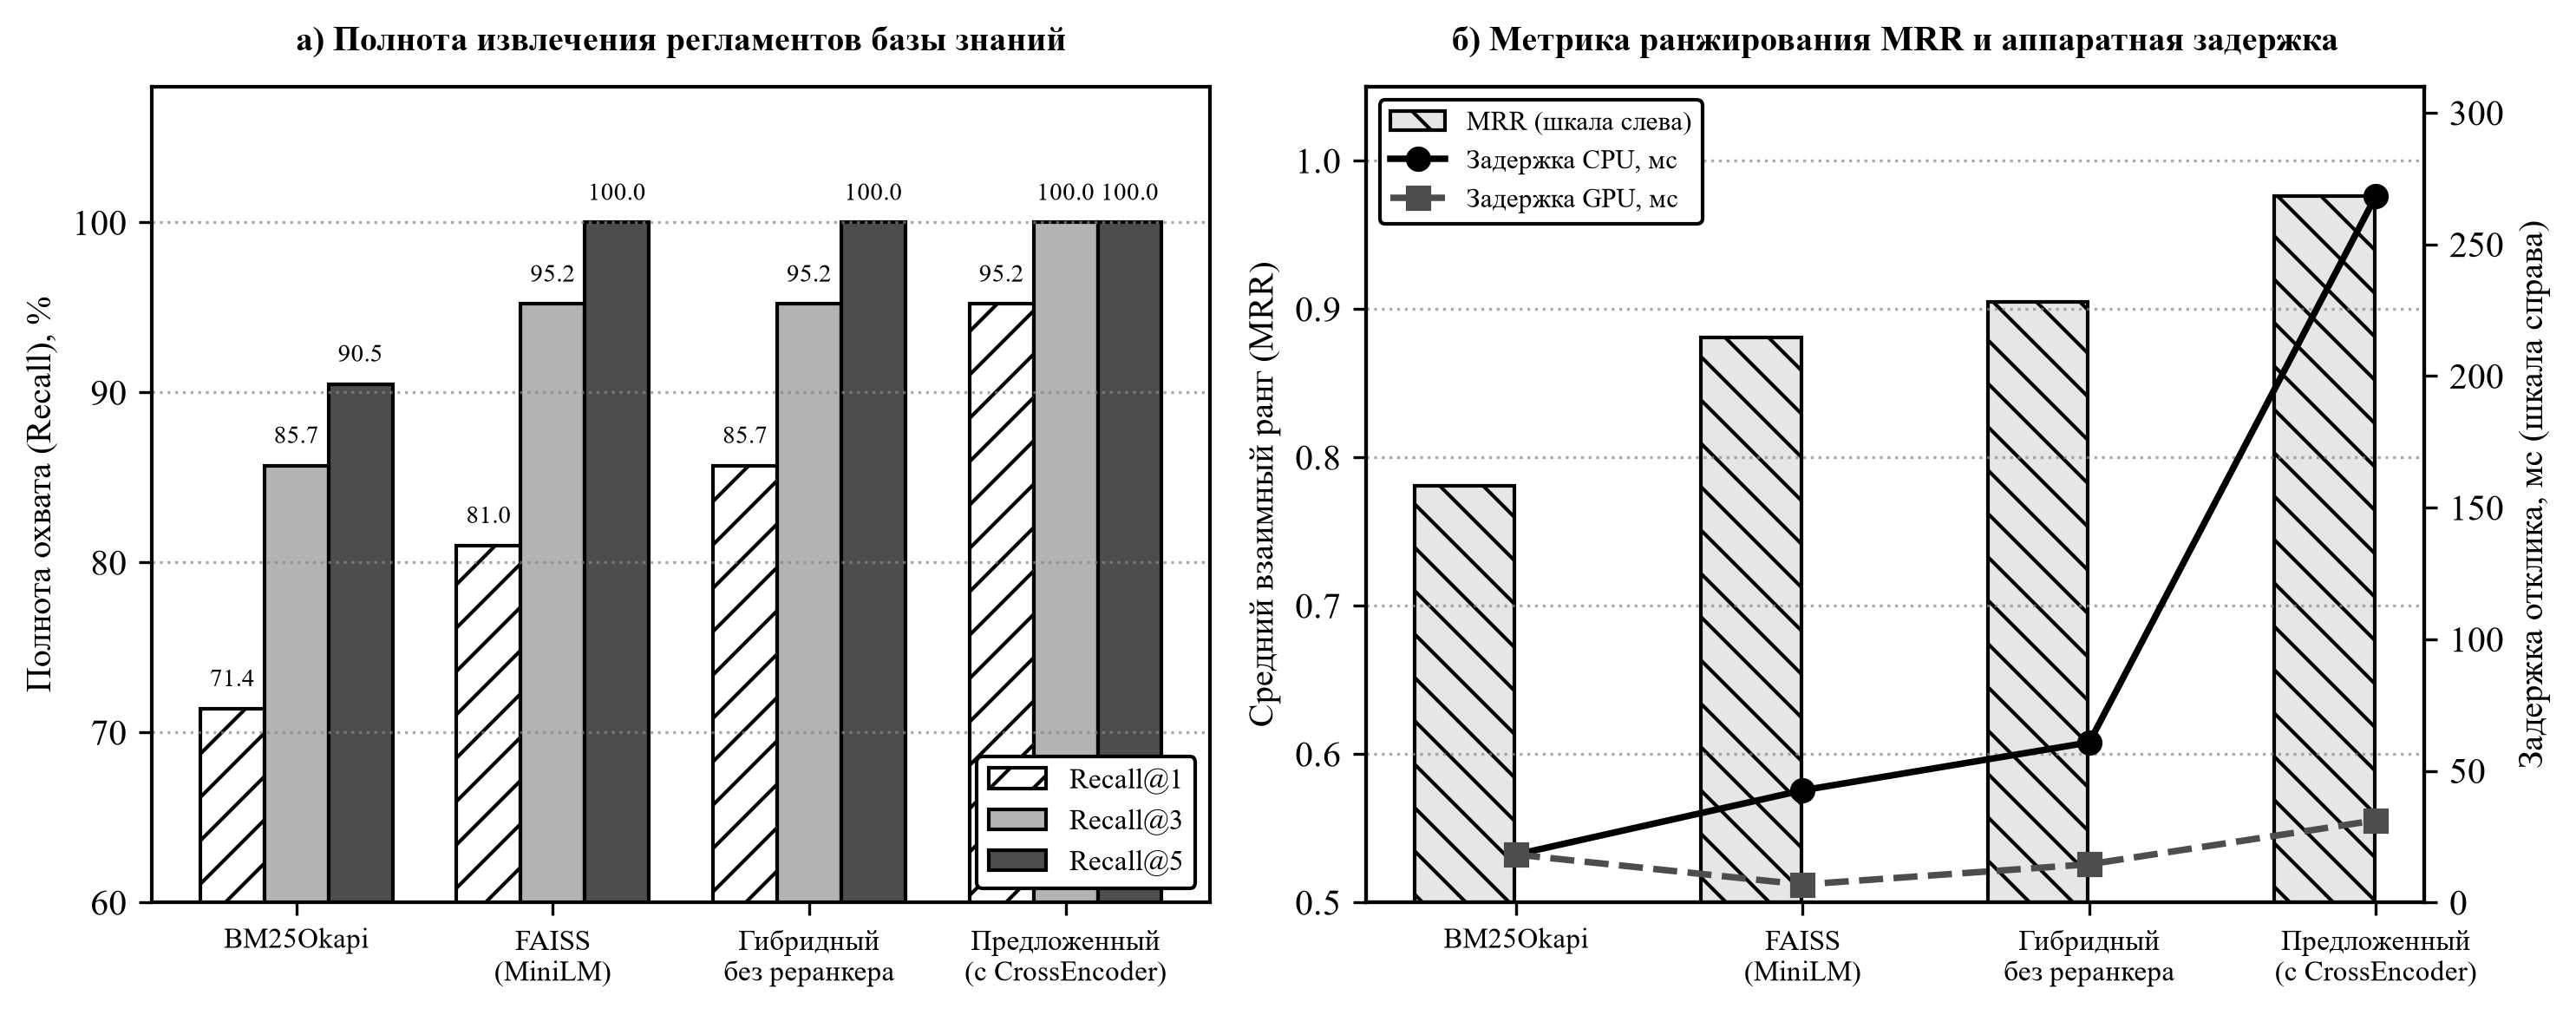 а) Полнота извлечения регламентов базы знаний
Полнота охвата (Recall), %
100
90
80
70
60
71.4
85.7
90.5
81.0
95.2
100.0
85.7
95.2
100.0
95.2
100.0
100.0
Recall@1
Recall@3
Recall@5
BM25Okapi
FAISS
(MiniLM)
Гибридный
без реранкера
Предложенный
(с CrossEncoder)
б) Метрика ранжирования MRR и аппаратная задержка
Средний взаимный ранг (MRR)
1.0
0.9
0.8
0.7
0.6
0.5
MRR (шкала слева)
Задержка CPU, мс
Задержка GPU, мс
300
250
200
150
100
50
0
Задержка отклика, мс (шкала справа)
BM25Okapi
FAISS
(MiniLM)
Гибридный
без реранкера
Предложенный
(с CrossEncoder)